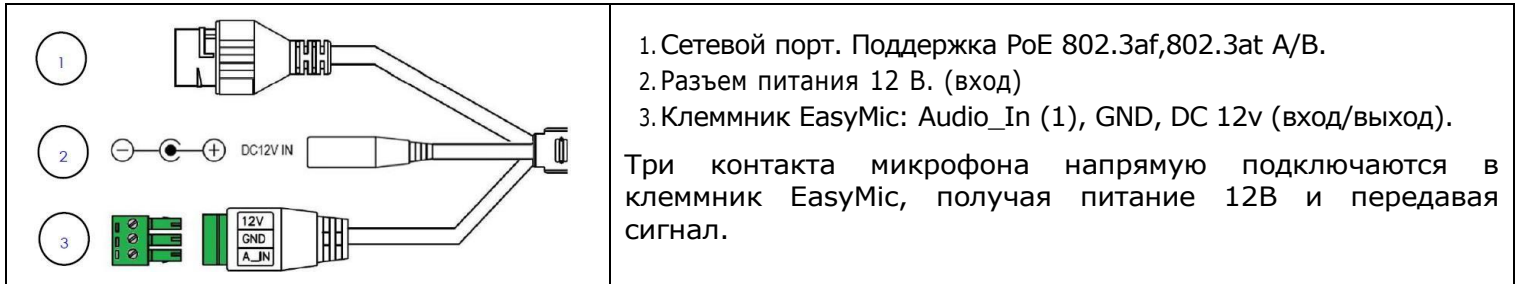 1
2
DC12V IN
3
12V
GND
A_IN
1. Сетевой порт. Поддержка PoE 802.3af,802.3at A/B.
2. Разъем питания 12 В. (вход)
3. Клеммник EasyMic: Audio_In (1), GND, DC 12v (вход/выход).
Три контакта микрофона напрямую подключаются в
клеммник EasyMic, получая питание 12В и передавая
сигнал.